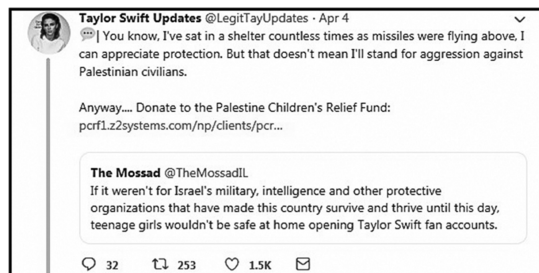 Taylor Swift Updates @LegitTayUpdates · Apr 4
💬| You know, I've sat in a shelter countless times as missiles were flying above, I
can appreciate protection. But that doesn't mean I'll stand for aggression against
Palestinian civilians.
Anyway.... Donate to the Palestine Children's Relief Fund:
pcrf1.z2systems.com/np/clients/pcr...
The Mossad @TheMossadIL
If it weren't for Israel's military, intelligence and other protective
organizations that have made this country survive and thrive until this day,
teenage girls wouldn't be safe at home opening Taylor Swift fan accounts.
32 253 1.5K